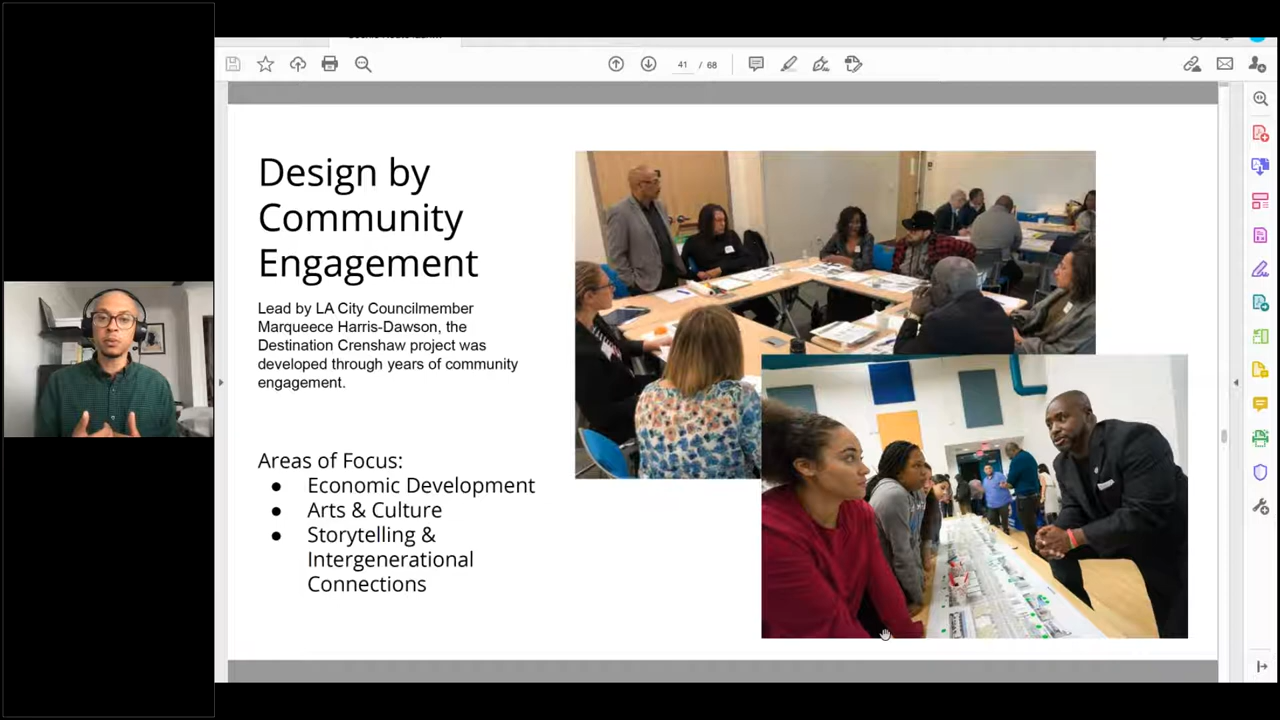 41 / 68
Design by
Community
Engagement
Lead by LA City Councilmember
Marqueece Harris-Dawson, the
Destination Crenshaw project was
developed through years of community
engagement.
Areas of Focus:
● Economic Development
● Arts & Culture
● Storytelling &
Intergenerational
Connections